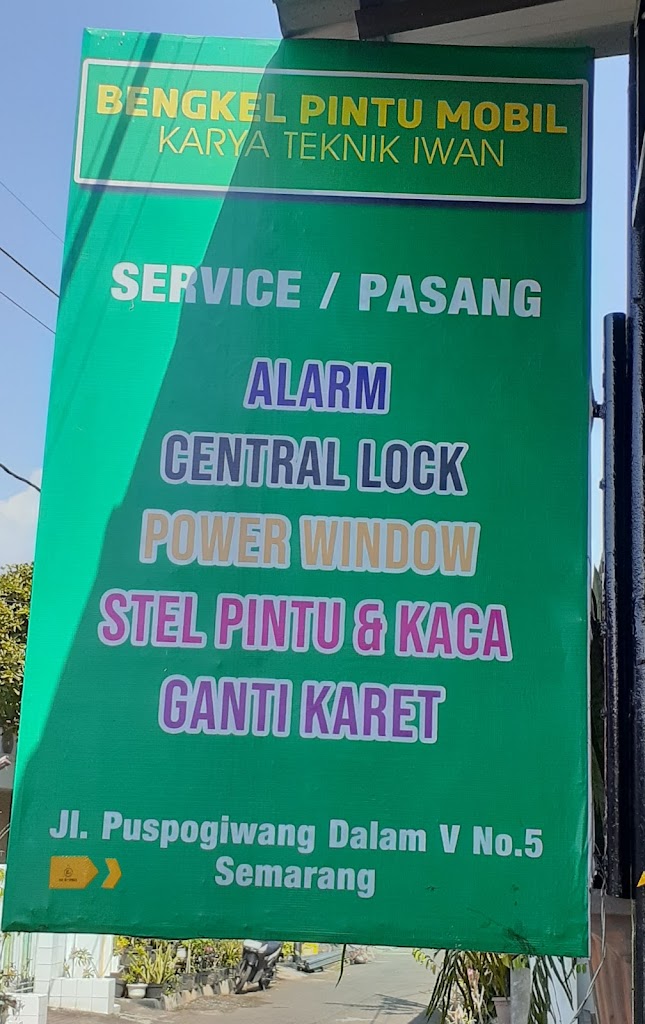 BENGKEL PINTU MOBIL
KARYA TEKNIK IWAN
SERVICE / PASANG
ALARM
CENTRAL LOCK
POWER WINDOW
STEL PINTU & KACA
GANTI KARET
Jl. Puspogiwang Dalam V No.5
Semarang